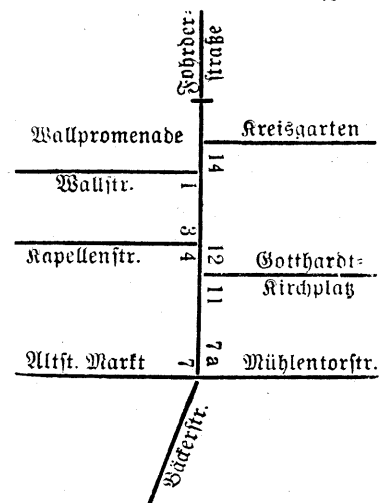 Fohrder=
ſtraße
Wallpromenade
Kreisgarten
14
Wallſtr.
1
3
Kapellenſtr.
4
12
Gotthardt=
Kirchplatz
11
Altſt. Markt
7
7a
Mühlentorſtr.
Bäckerſtr.